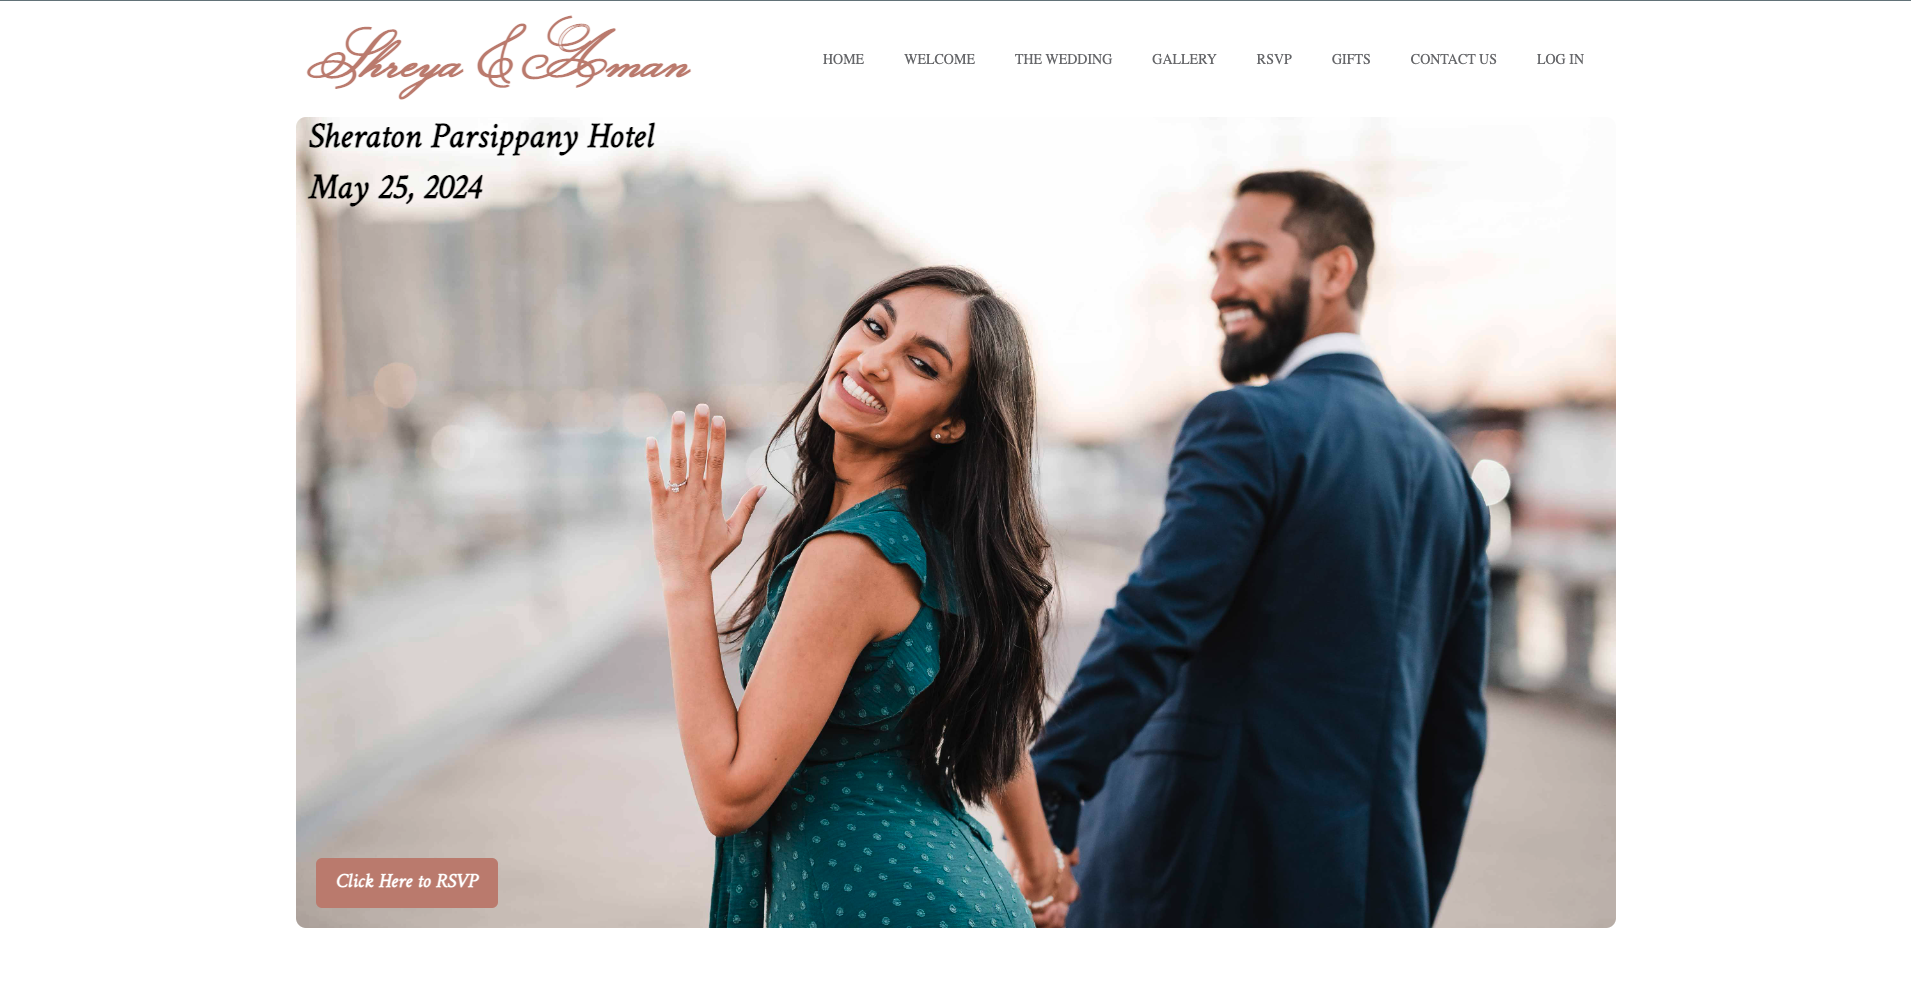 Shreya & Aman
HOME WELCOME THE WEDDING GALLERY RSVP GIFTS CONTACT US LOG IN
Sheraton Parsippany Hotel
May 25, 2024
Click Here to RSVP